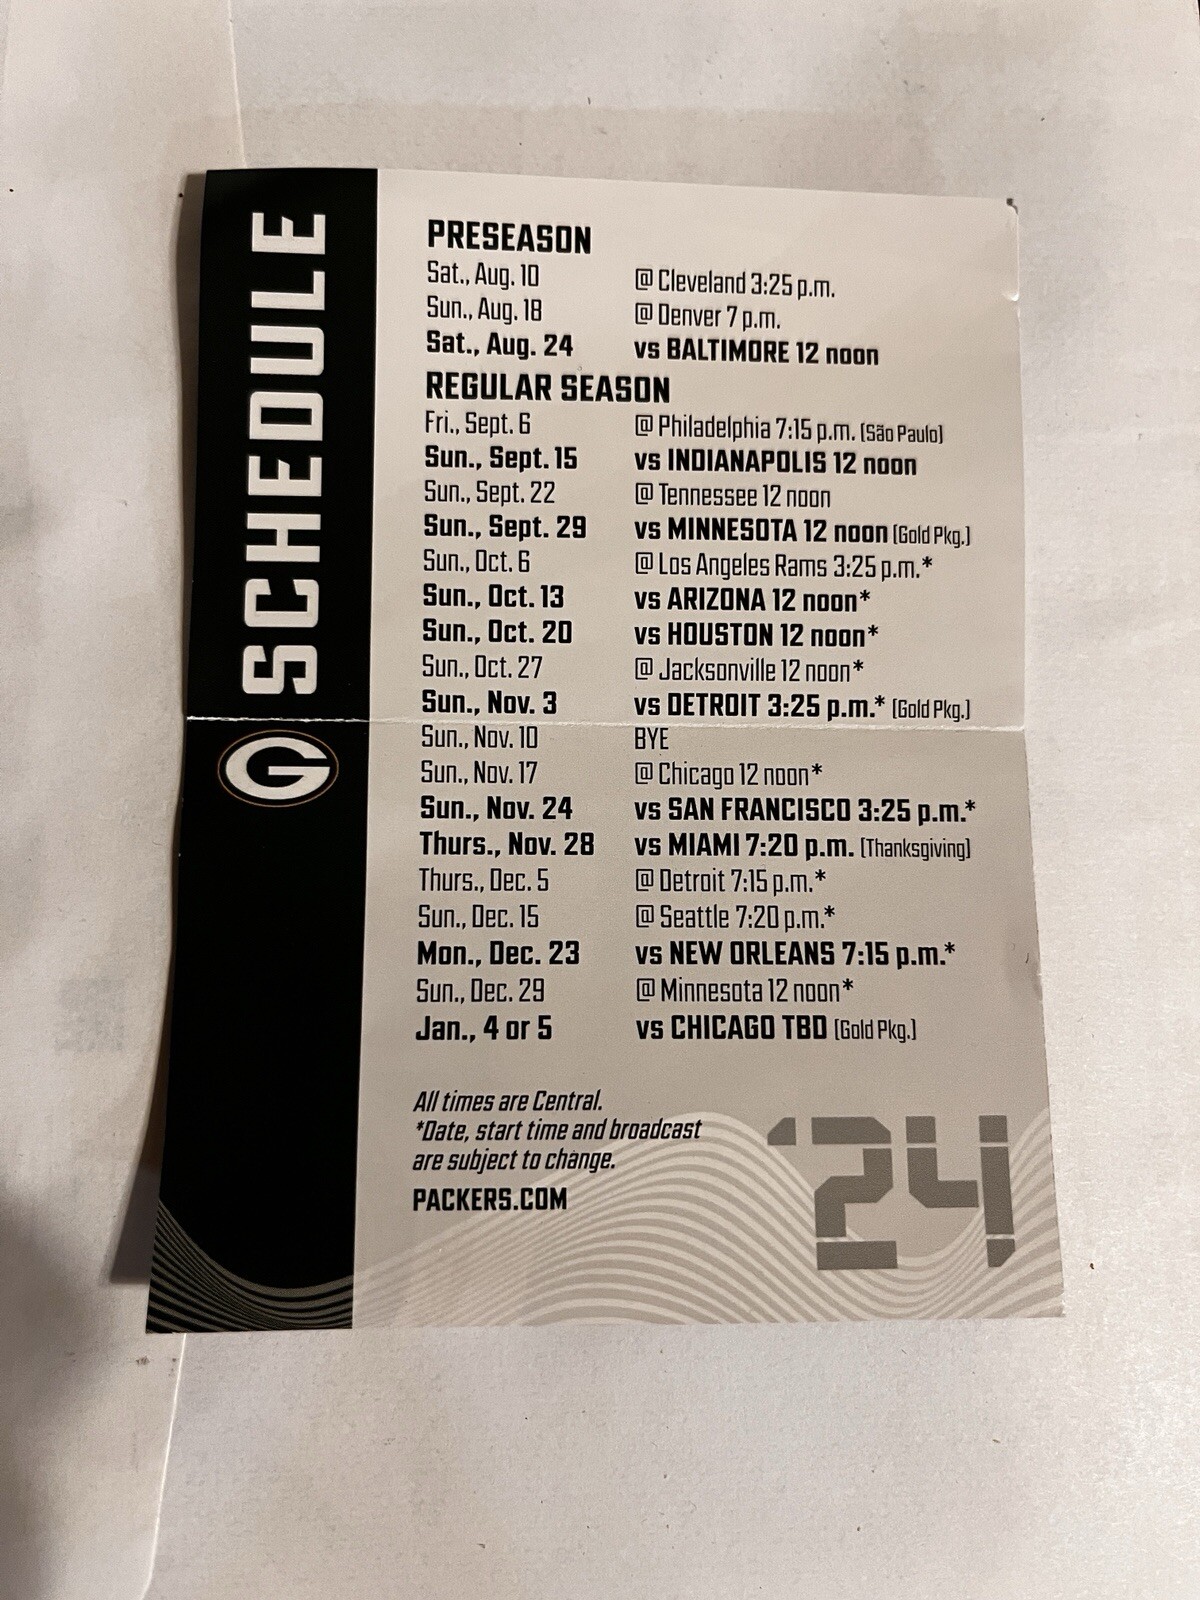 SCHEDULE
G
PRESEASON
Sat., Aug. 10 @ Cleveland 3:25 p.m.
Sun., Aug. 18 @ Denver 7 p.m.
Sat., Aug. 24 vs BALTIMORE 12 noon
REGULAR SEASON
Fri., Sept. 6 @ Philadelphia 7:15 p.m. (São Paulo)
Sun., Sept. 15 vs INDIANAPOLIS 12 noon
Sun., Sept. 22 @ Tennessee 12 noon
Sun., Sept. 29 vs MINNESOTA 12 noon (Gold Pkg.)
Sun., Oct. 6 @ Los Angeles Rams 3:25 p.m.*
Sun., Oct. 13 vs ARIZONA 12 noon*
Sun., Oct. 20 vs HOUSTON 12 noon*
Sun., Oct. 27 @ Jacksonville 12 noon*
Sun., Nov. 3 vs DETROIT 3:25 p.m.* (Gold Pkg.)
Sun., Nov. 10 BYE
Sun., Nov. 17 @ Chicago 12 noon*
Sun., Nov. 24 vs SAN FRANCISCO 3:25 p.m.*
Thurs., Nov. 28 vs MIAMI 7:20 p.m. (Thanksgiving)
Thurs., Dec. 5 @ Detroit 7:15 p.m.*
Sun., Dec. 15 @ Seattle 7:20 p.m.*
Mon., Dec. 23 vs NEW ORLEANS 7:15 p.m.*
Sun., Dec. 29 @ Minnesota 12 noon*
Jan., 4 or 5 vs CHICAGO TBD (Gold Pkg.)
All times are Central.
*Date, start time and broadcast
are subject to change.
PACKERS.COM
'24